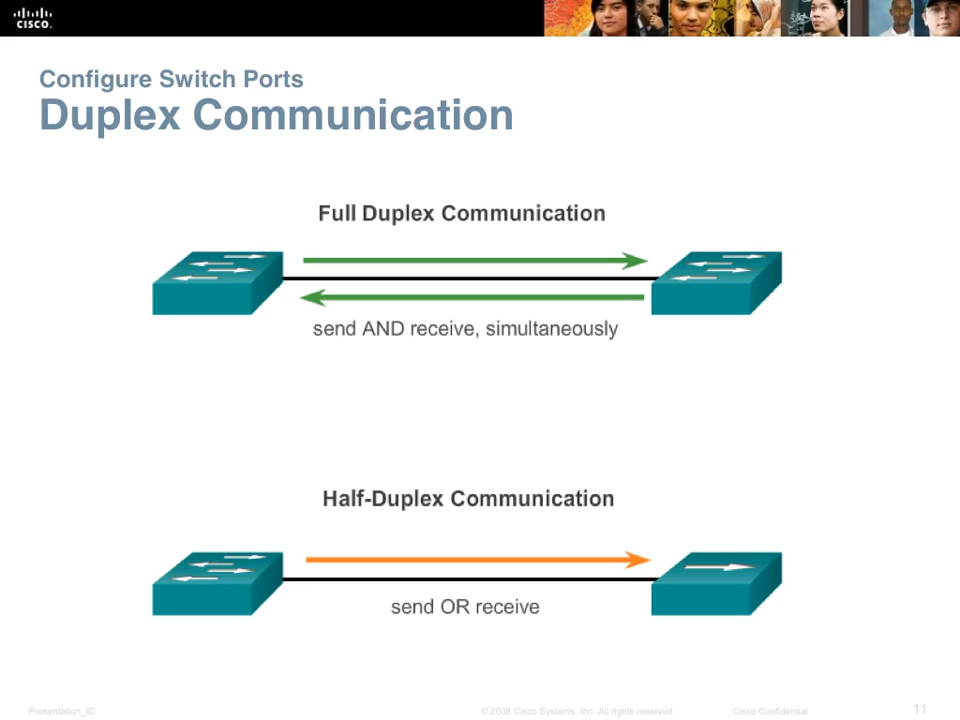 CISCO.
Configure Switch Ports
Duplex Communication
Full Duplex Communication
send AND receive, simultaneously
Half-Duplex Communication
send OR receive
Presentation_ID
© 2008 Cisco Systems, Inc. All rights reserved.
Cisco Confidential
11